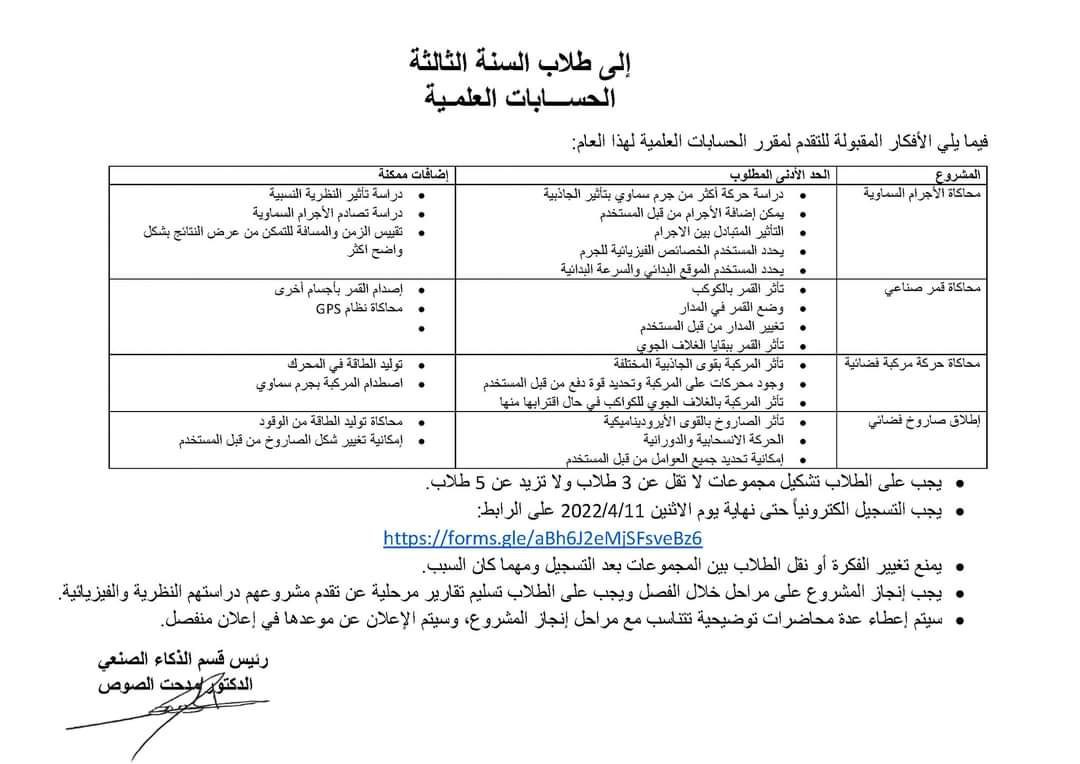 إلى طلاب السنة الثالثة
الحســـابات العلمـية
فيما يلي الأفكار المقبولة للتقدم لمقرر الحسابات العلمية لهذا العام:
المشروع
الحد الأدنى المطلوب
إضافات ممكنة
محاكاة الأجرام السماوية
• دراسة حركة أكثر من جرم سماوي بتأثير الجاذبية
• يمكن إضافة الأجرام من قبل المستخدم
• التأثير المتبادل بين الاجرام
• يحدد المستخدم الخصائص الفيزيائية للجرم
• يحدد المستخدم الموقع البدائي والسرعة البدائية
• دراسة تأثير النظرية النسبية
• دراسة تصادم الأجرام السماوية
• تقييس الزمن والمسافة للتمكن من عرض النتائج بشكل
واضح اكثر
محاكاة قمر صناعي
• تأثر القمر بالكوكب
• وضع القمر في المدار
• تغيير المدار من قبل المستخدم
• تأثر القمر ببقايا الغلاف الجوي
• إصدام القمر بأجسام أخرى
• محاكاة نظام GPS
•
محاكاة حركة مركبة فضائية
• تأثر المركبة بقوى الجاذبية المختلفة
• وجود محركات على المركبة وتحديد قوة دفع من قبل المستخدم
• تأثر المركبة بالغلاف الجوي للكواكب في حال اقترابها منها
• توليد الطاقة في المحرك
• اصطدام المركبة بجرم سماوي
إطلاق صاروخ فضائي
• تأثر الصاروخ بالقوى الأيروديناميكية
• الحركة الانسحابية والدورانية
• إمكانية تحديد جميع العوامل من قبل المستخدم
• محاكاة توليد الطاقة من الوقود
• إمكانية تغيير شكل الصاروخ من قبل المستخدم
• يجب على الطلاب تشكيل مجموعات لا تقل عن 3 طلاب ولا تزيد عن 5 طلاب.
• يجب التسجيل الكترونياً حتى نهاية يوم الاثنين 2022/4/11 على الرابط:
https://forms.gle/aBh6J2eMjSFsveBz6
• يمنع تغيير الفكرة أو نقل الطلاب بين المجموعات بعد التسجيل ومهما كان السبب.
• يجب إنجاز المشروع على مراحل خلال الفصل ويجب على الطلاب تسليم تقارير مرحلية عن تقدم مشروعهم دراستهم النظرية والفيزيائية.
• سيتم إعطاء عدة محاضرات توضيحية تتناسب مع مراحل إنجاز المشروع، وسيتم الإعلان عن موعدها في إعلان منفصل.
رئيس قسم الذكاء الصنعي
الدكتور مدحت الصوص